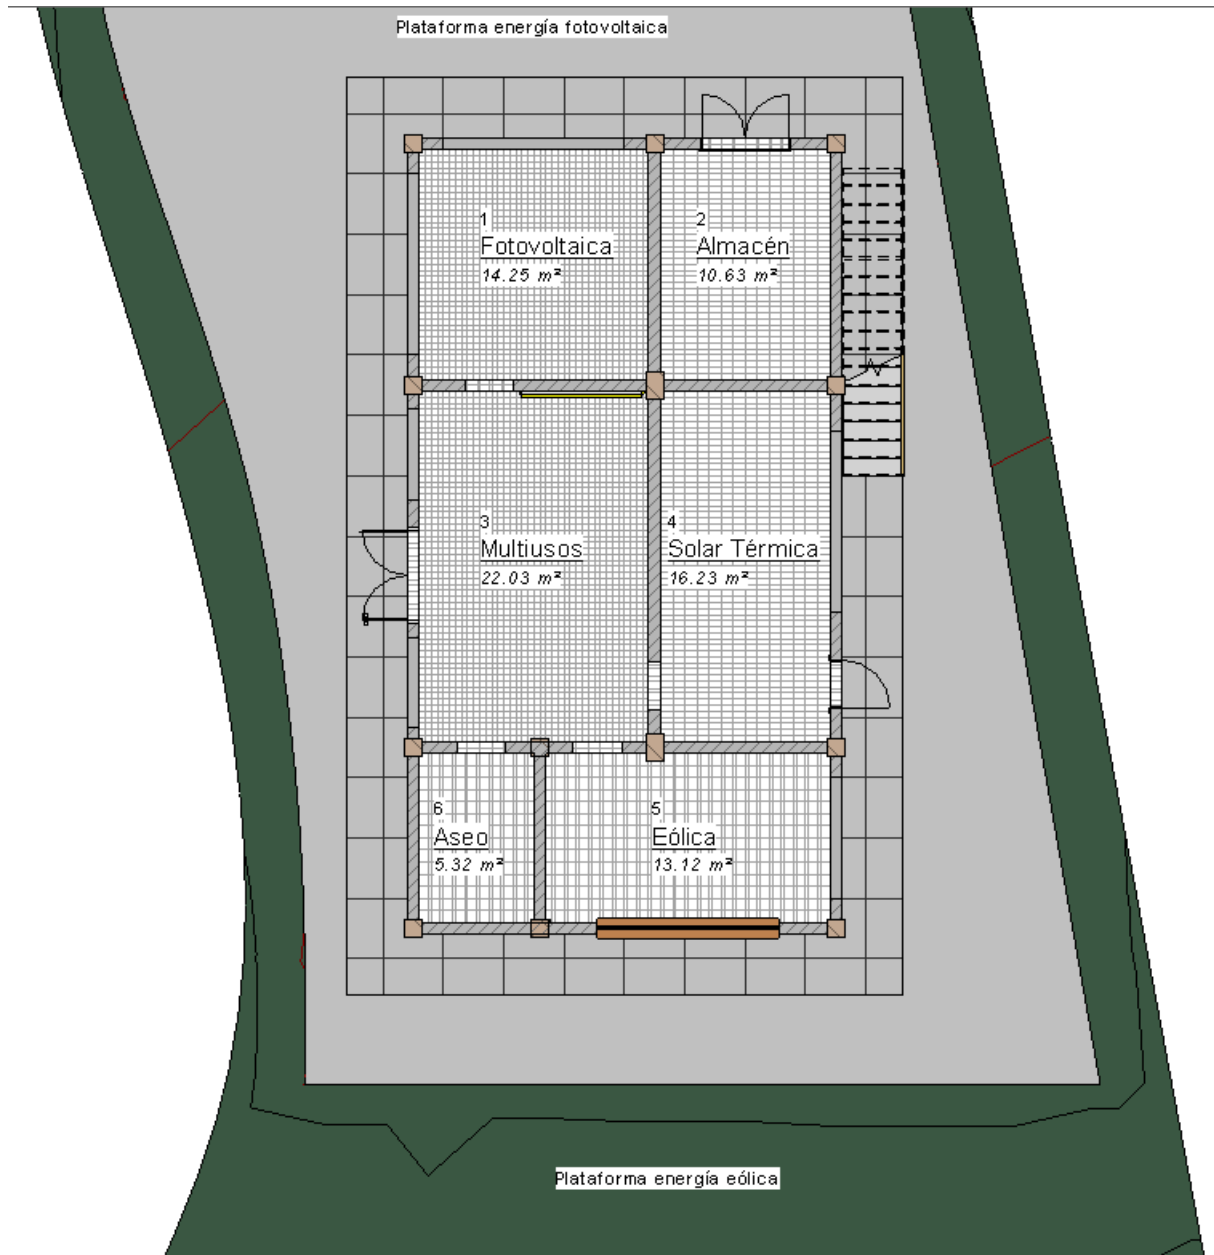 Plataforma energía fotovoltaica
1
Fotovoltaica
14.25 m²
2
Almacén
10.63 m²
3
Multiusos
22.03 m²
4
Solar Térmica
16.23 m²
6
Aseo
5.32 m²
5
Eólica
13.12 m²
Plataforma energía eólica